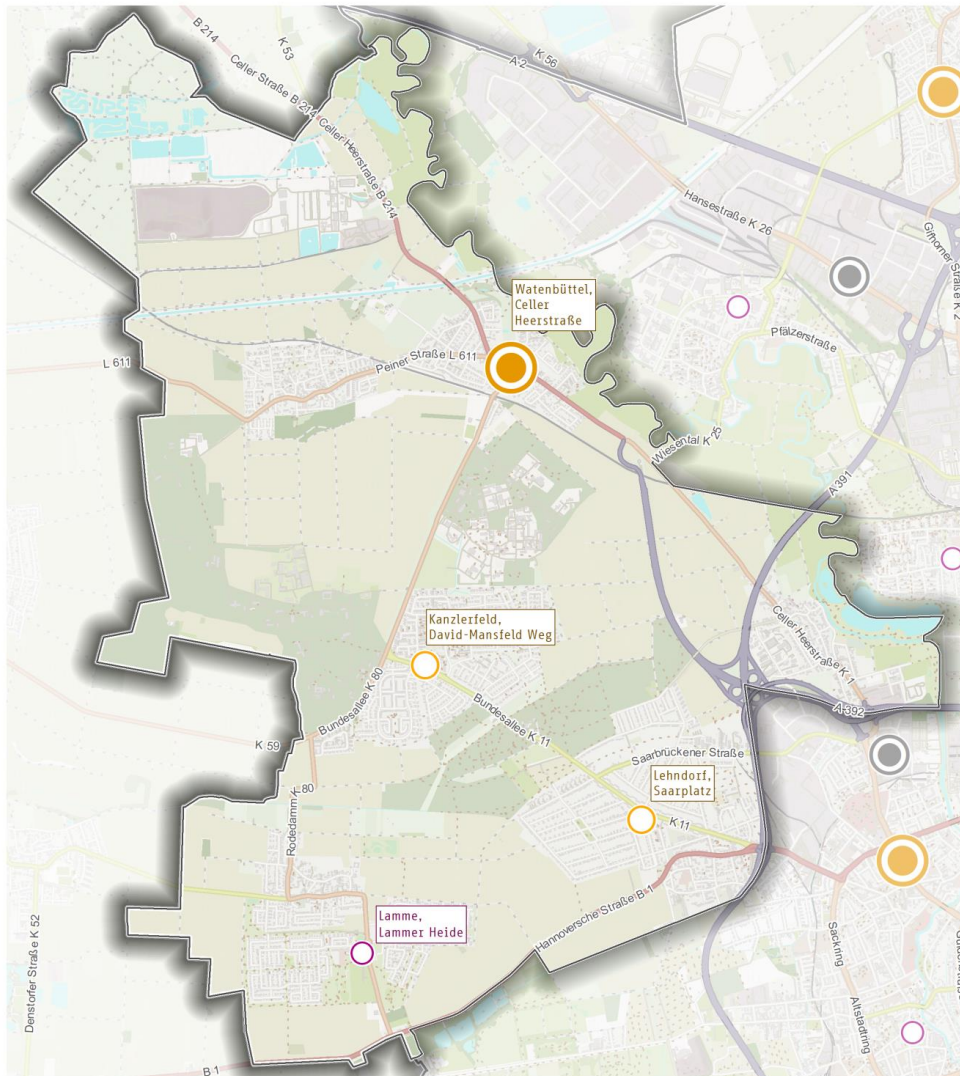 B 214
K 53
Celler Straße B 214
Celler Heerstraße B 214
K 56
A 2
Hansestraße K 26
Gifhorner Straße K 2
Watenbüttel,
Celler
Heerstraße
Pfälzerstraße
L 611
Peiner Straße L 611
Wiesental K 25
A 391
Kanzlerfeld,
David-Mansfeld Weg
Celler Heerstraße K 1
Bundesallee K 80
Bundesallee K 11
A 392
K 59
Saarbrückener Straße
Lehndorf,
Saarplatz
Rodedamm K 80
K 11
Hannoversche Straße B 1
Lamme,
Lammer Heide
Denstorfer Straße K 52
Sackring
Altstadtring
B 1